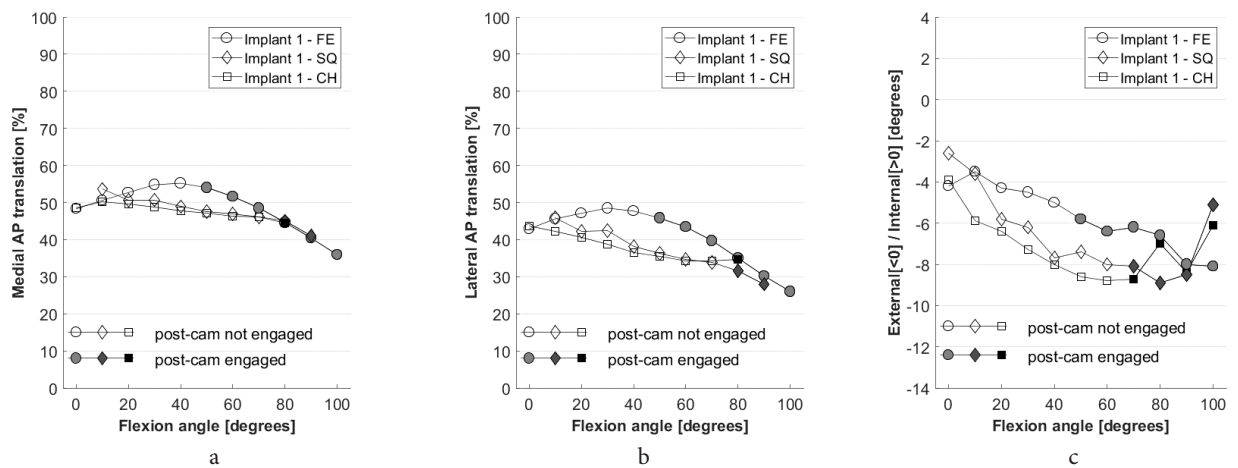 100
90
80
70
60
50
40
30
20
10
0
Medial AP translation [%]
Implant 1 - FE
Implant 1 - SQ
Implant 1 - CH
post-cam not engaged
post-cam engaged
0 20 40 60 80 100
Flexion angle [degrees]
a
100
90
80
70
60
50
40
30
20
10
0
Lateral AP translation [%]
Implant 1 - FE
Implant 1 - SQ
Implant 1 - CH
post-cam not engaged
post-cam engaged
0 20 40 60 80 100
Flexion angle [degrees]
b
4
2
0
-2
-4
-6
-8
-10
-12
-14
External[<0] / Internal[>0] [degrees]
Implant 1 - FE
Implant 1 - SQ
Implant 1 - CH
post-cam not engaged
post-cam engaged
0 20 40 60 80 100
Flexion angle [degrees]
c